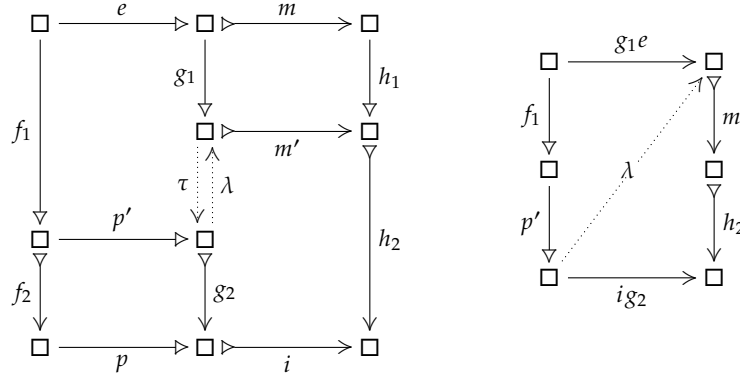 e m
g₁ h₁ g₁e
f₁ m′ f₁ m′
τ λ λ
p′ h₂ p′ h₂
f₂ g₂ ig₂
p i